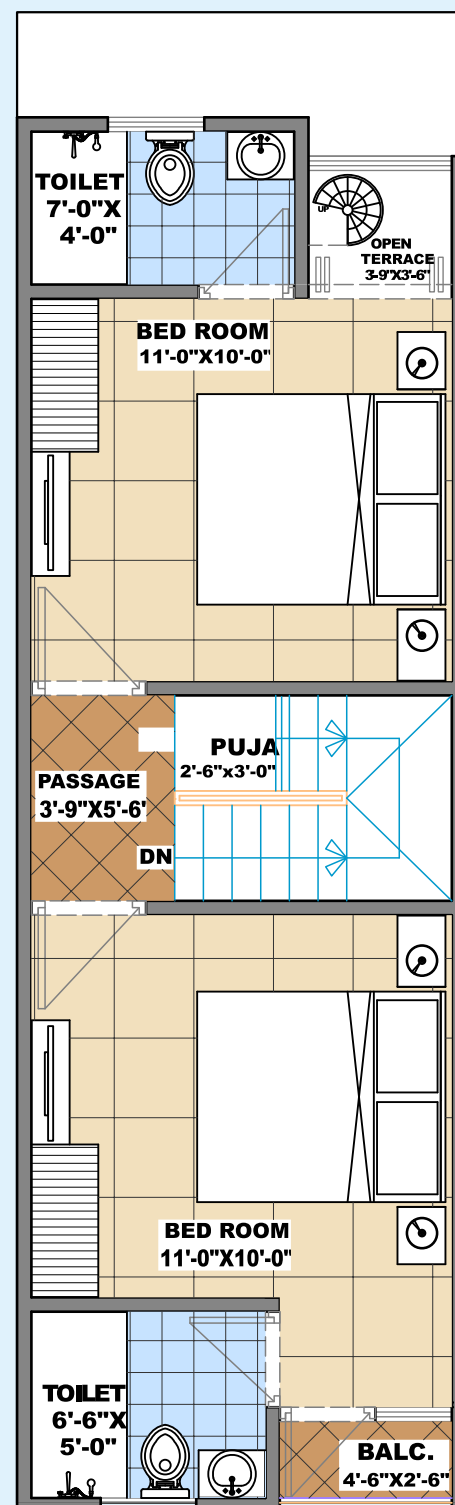 TOILET
7'-0"X
4'-0"
UP
OPEN
TERRACE
3-9"X3'-6"
BED ROOM
11'-0"X10'-0"
PUJA
2'-6"x3'-0"
PASSAGE
3'-9"X5'-6'
DN
BED ROOM
11'-0"X10'-0"
TOILET
6'-6"X
5'-0"
BALC.
4'-6"X2'-6"